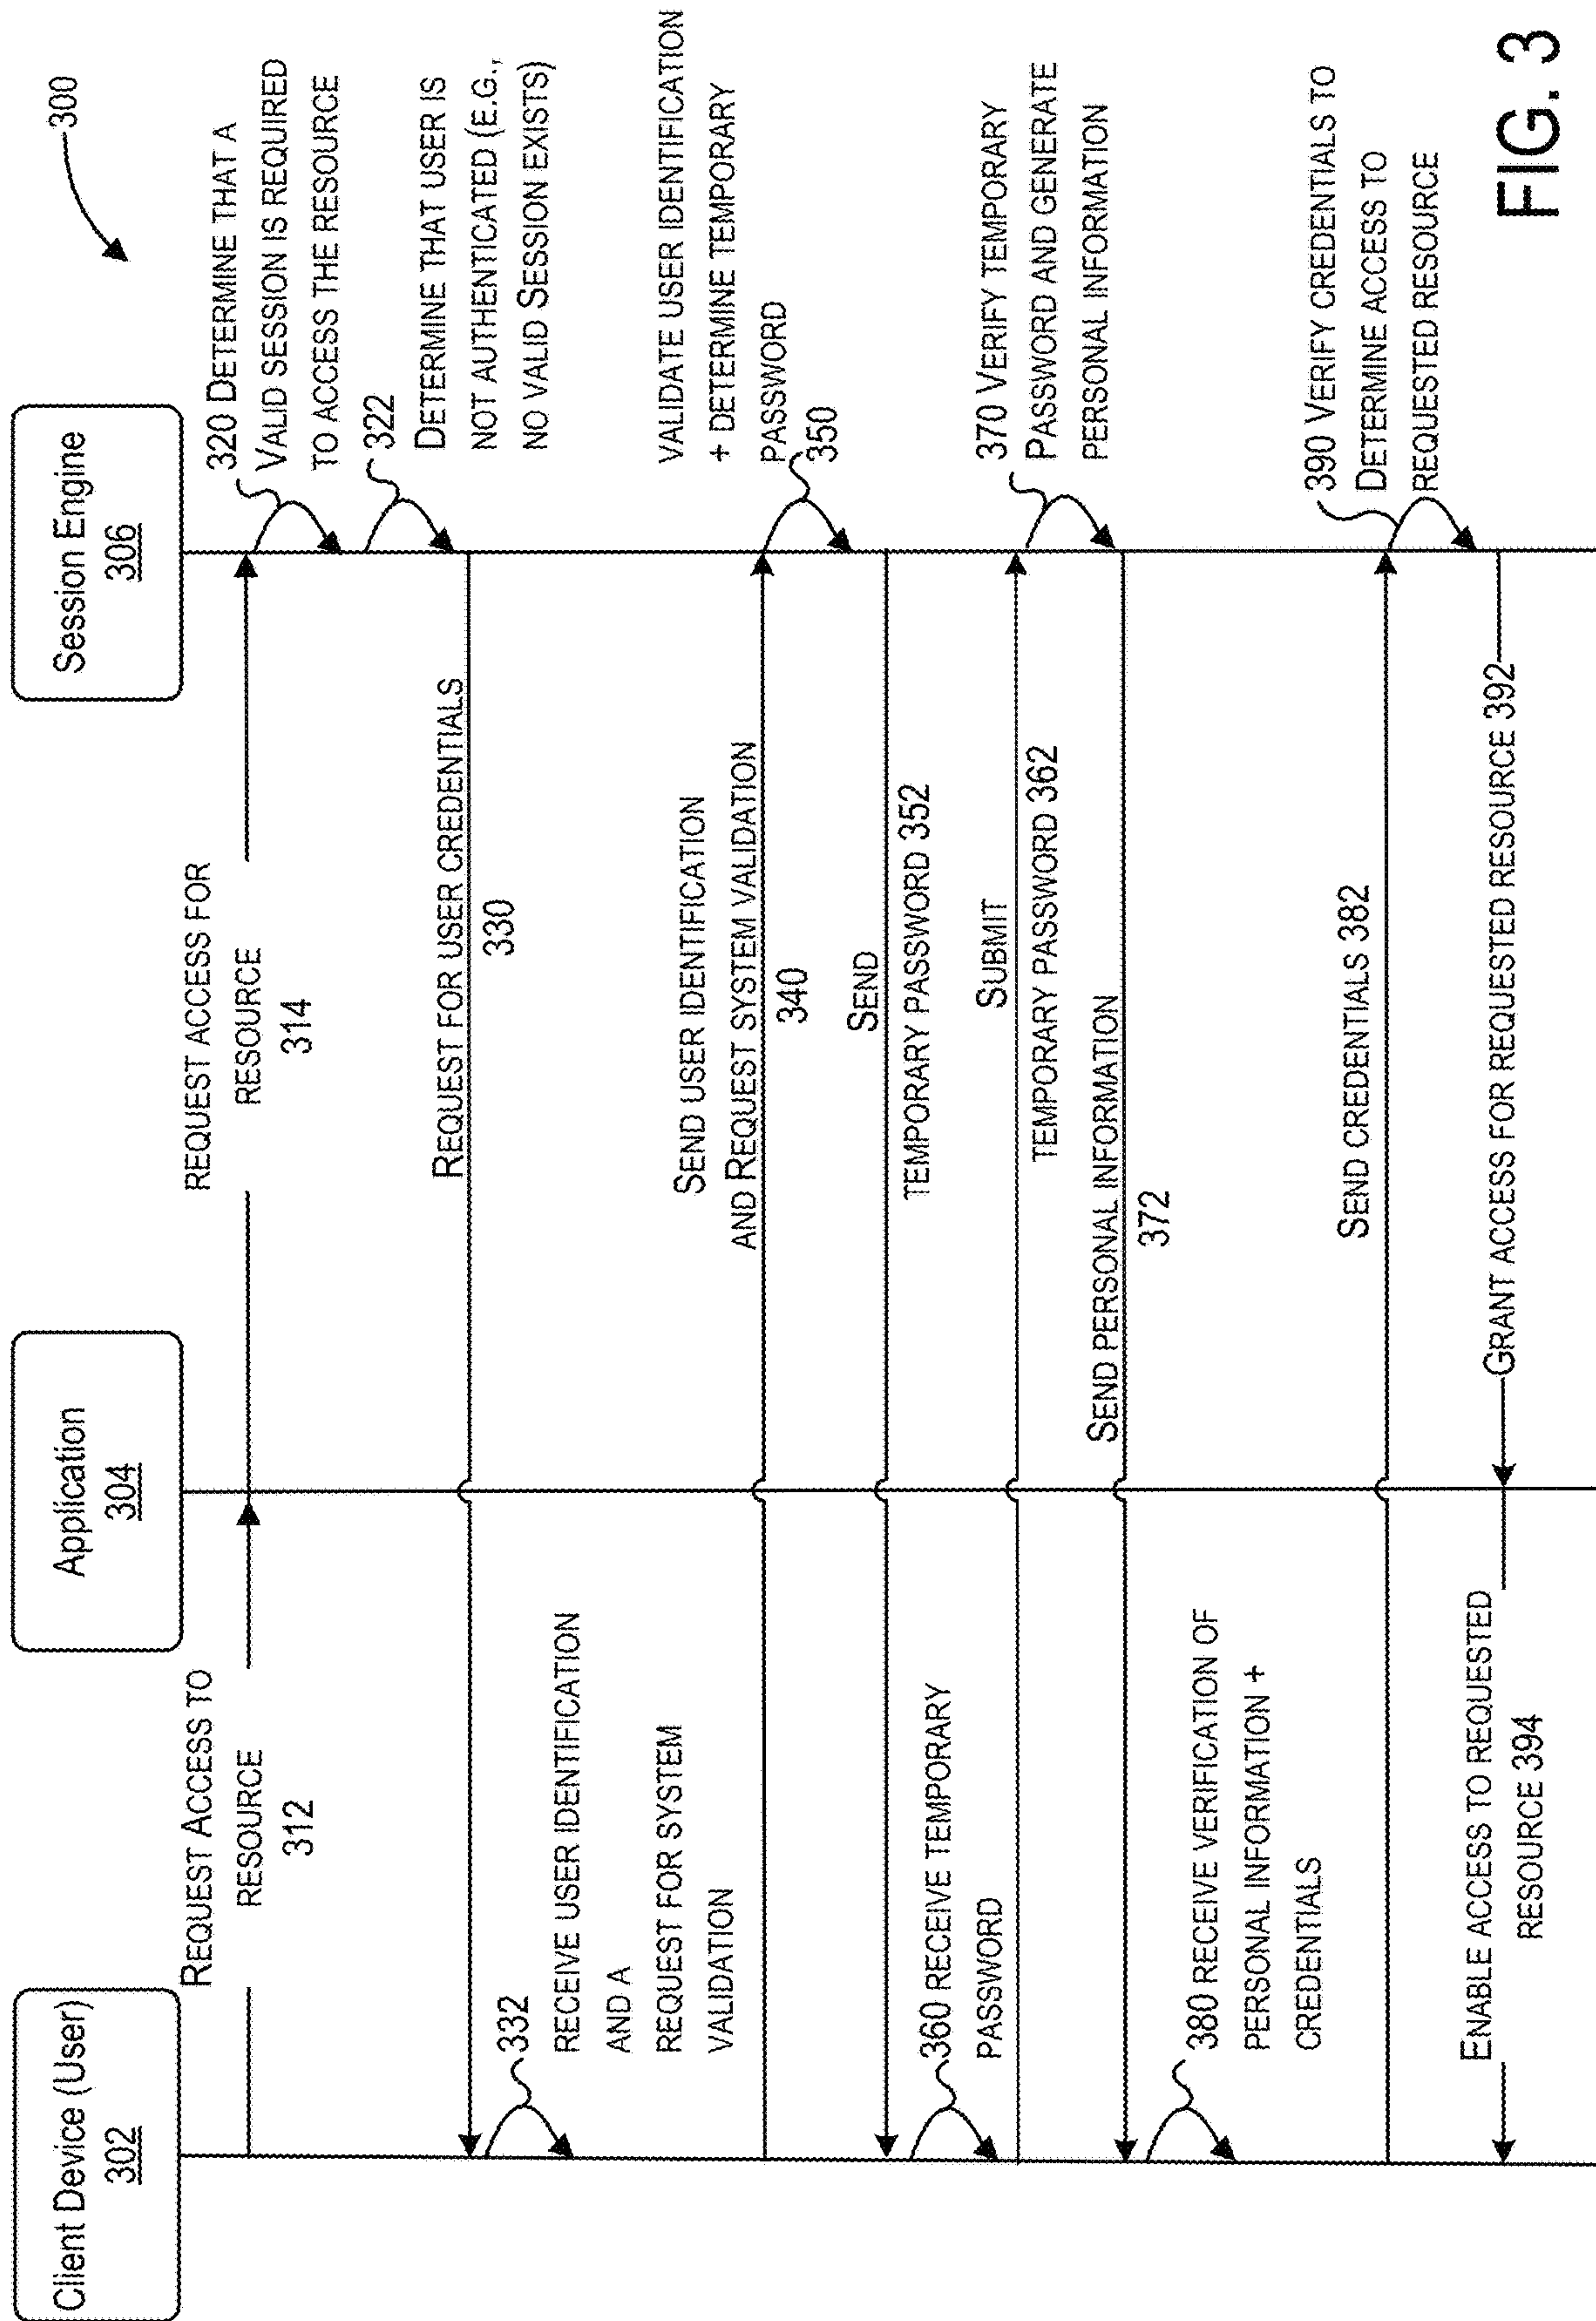 300
Client Device (User)
302
Application
304
Session Engine
306
REQUEST ACCESS TO
RESOURCE
312
REQUEST ACCESS FOR
RESOURCE
314
320 DETERMINE THAT A
VALID SESSION IS REQUIRED
TO ACCESS THE RESOURCE
322
DETERMINE THAT USER IS
NOT AUTHENTICATED (E.G.,
NO VALID SESSION EXISTS)
REQUEST FOR USER CREDENTIALS
330
332
RECEIVE USER IDENTIFICATION
AND A
REQUEST FOR SYSTEM
VALIDATION
SEND USER IDENTIFICATION
AND REQUEST SYSTEM VALIDATION
340
VALIDATE USER IDENTIFICATION
+ DETERMINE TEMPORARY
PASSWORD
350
SEND
TEMPORARY PASSWORD 352
360 RECEIVE TEMPORARY
PASSWORD
SUBMIT
TEMPORARY PASSWORD 362
370 VERIFY TEMPORARY
PASSWORD AND GENERATE
PERSONAL INFORMATION
SEND PERSONAL INFORMATION
372
380 RECEIVE VERIFICATION OF
PERSONAL INFORMATION +
CREDENTIALS
SEND CREDENTIALS 382
390 VERIFY CREDENTIALS TO
DETERMINE ACCESS TO
REQUESTED RESOURCE
GRANT ACCESS FOR REQUESTED RESOURCE 392
ENABLE ACCESS TO REQUESTED
RESOURCE 394
FIG. 3